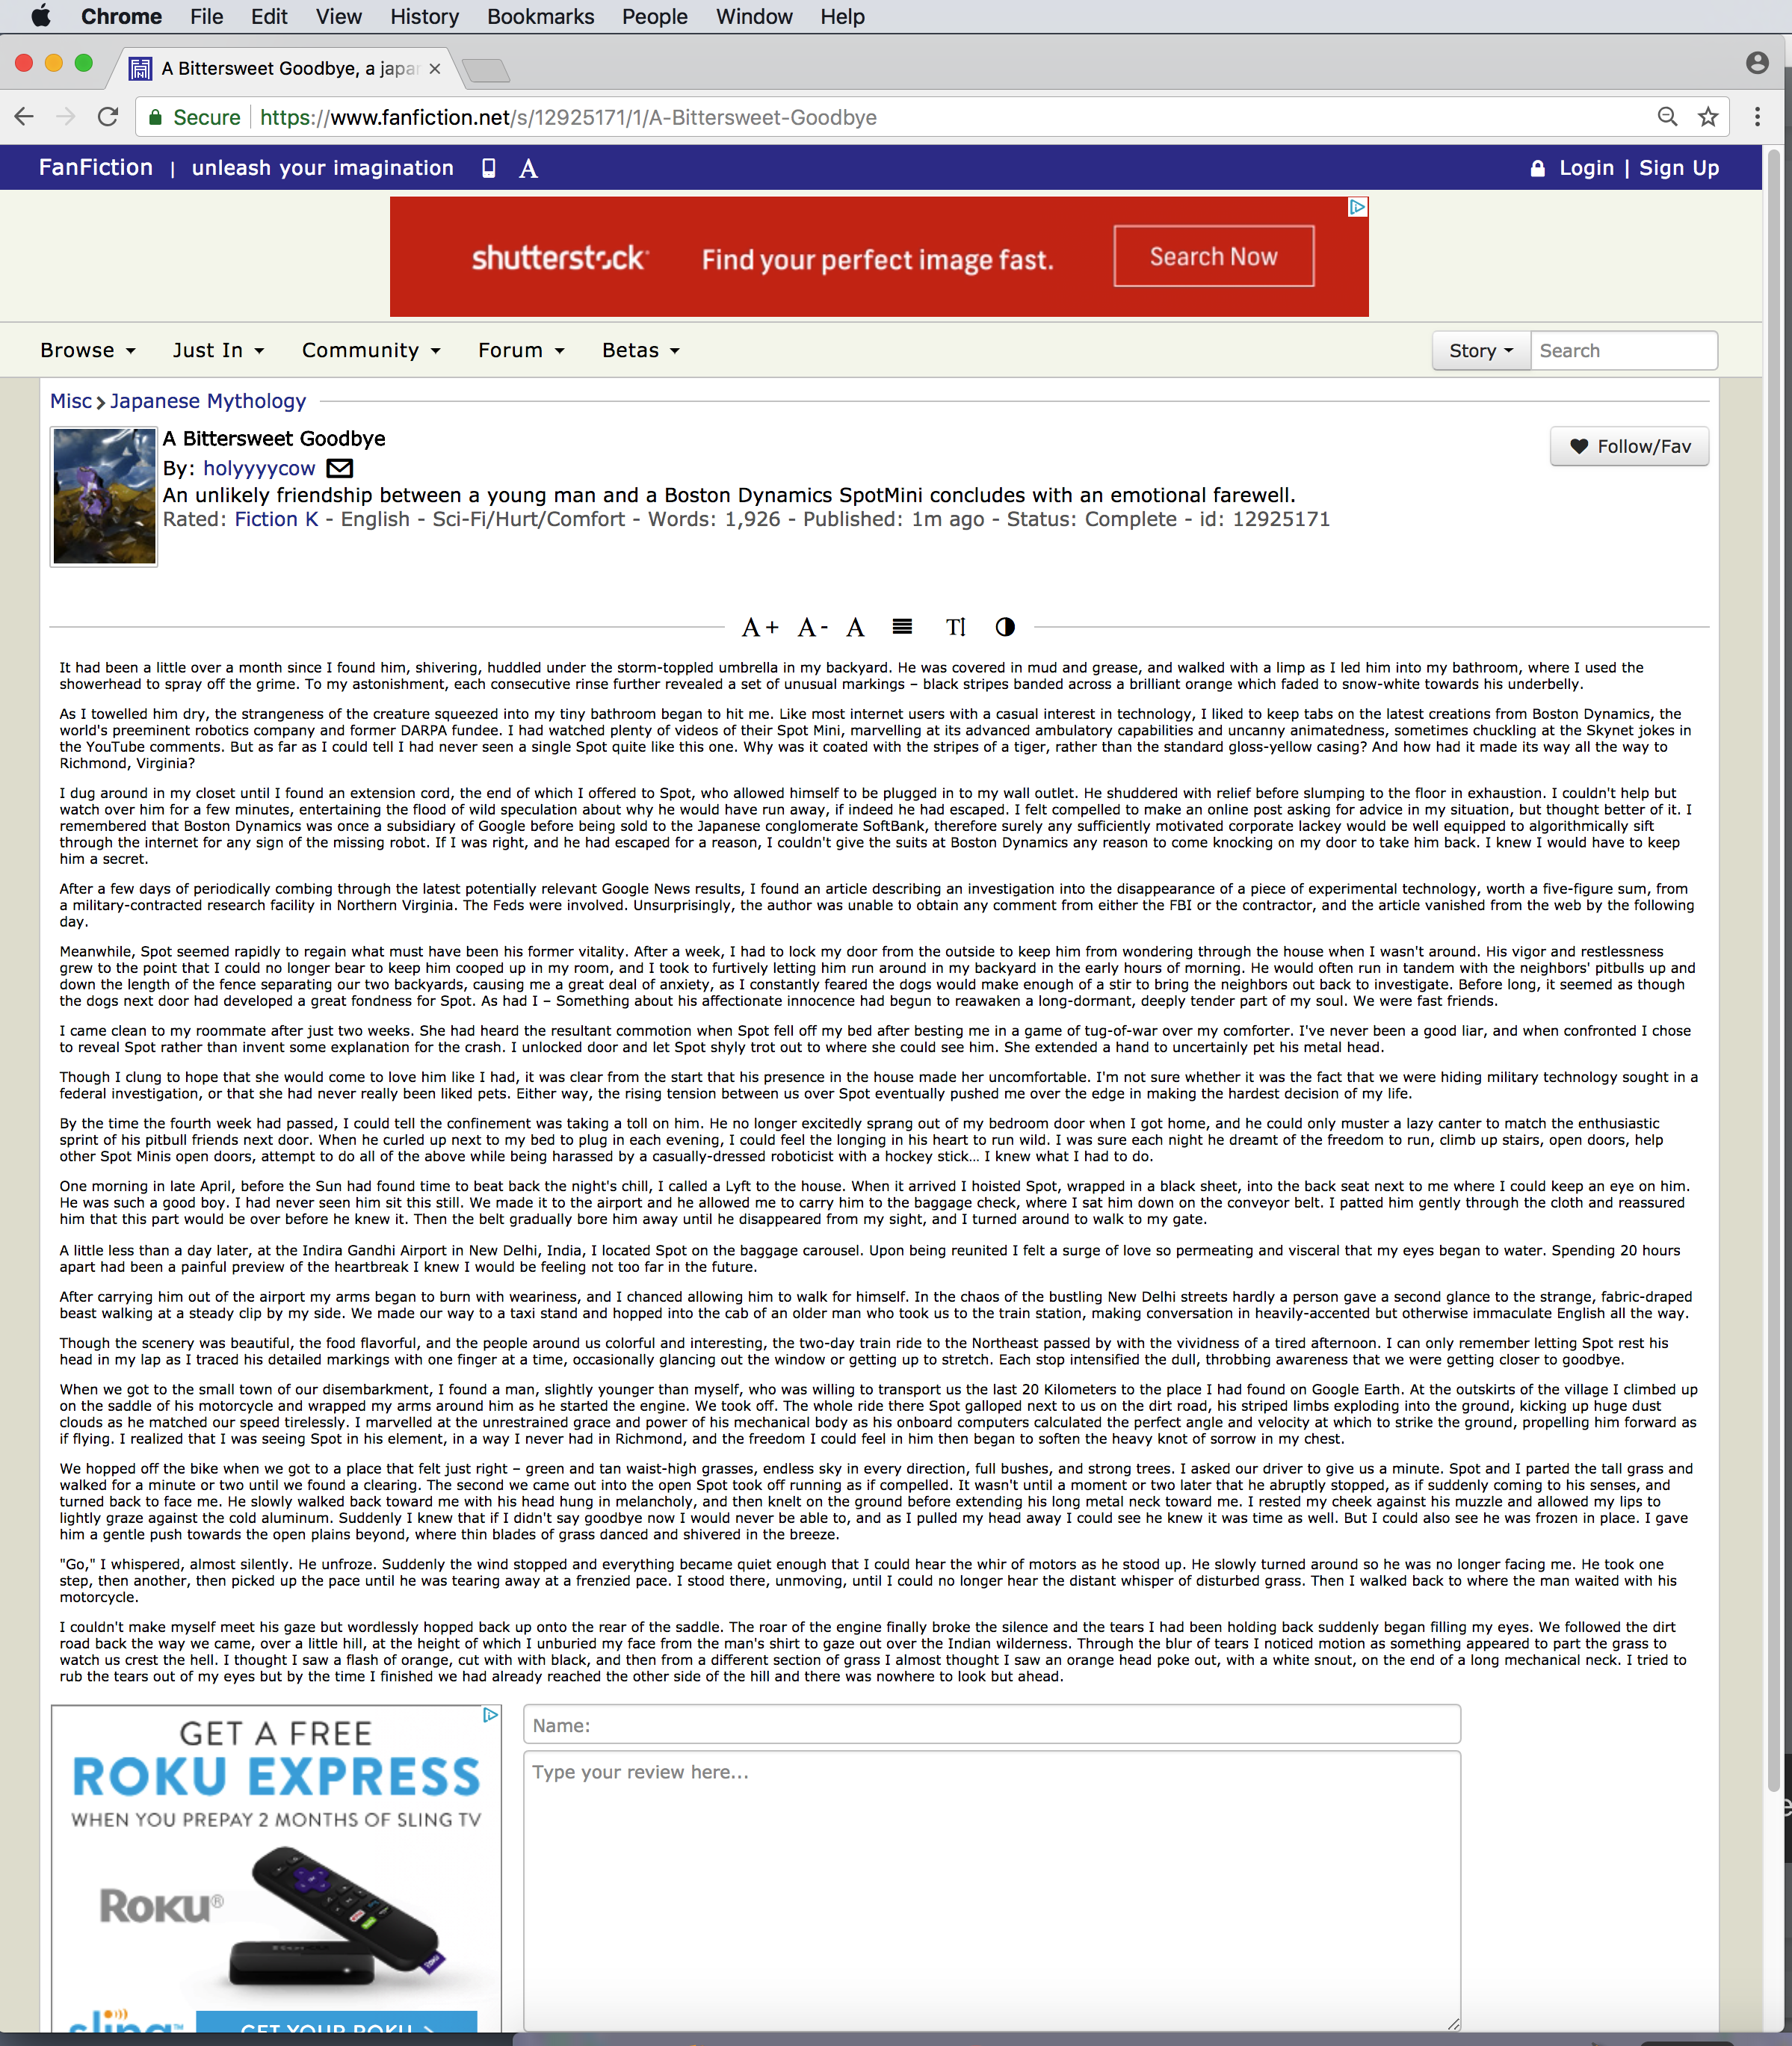 Chrome File Edit View History Bookmarks People Window Help
A Bittersweet Goodbye, a japa
Secure https://www.fanfiction.net/s/12925171/1/A-Bittersweet-Goodbye
FanFiction | unleash your imagination A Login | Sign Up
shutterstock Find your perfect image fast. Search Now
Browse Just In Community Forum Betas Story Search
Misc Japanese Mythology
A Bittersweet Goodbye
Follow/Fav
By: holyyyycow
An unlikely friendship between a young man and a Boston Dynamics SpotMini concludes with an emotional farewell.
Rated: Fiction K - English - Sci-Fi/Hurt/Comfort - Words: 1,926 - Published: 1m ago - Status: Complete - id: 12925171
A+ A- A
It had been a little over a month since I found him, shivering, huddled under the storm-toppled umbrella in my backyard. He was covered in mud and grease, and walked with a limp as I led him into my bathroom, where I used the
showerhead to spray off the grime. To my astonishment, each consecutive rinse further revealed a set of unusual markings – black stripes banded across a brilliant orange which faded to snow-white towards his underbelly.
As I towelled him dry, the strangeness of the creature squeezed into my tiny bathroom began to hit me. Like most internet users with a casual interest in technology, I liked to keep tabs on the latest creations from Boston Dynamics, the
world's preeminent robotics company and former DARPA fundee. I had watched plenty of videos of their Spot Mini, marvelling at its advanced ambulatory capabilities and uncanny animatedness, sometimes chuckling at the Skynet jokes in
the YouTube comments. But as far as I could tell I had never seen a single Spot quite like this one. Why was it coated with the stripes of a tiger, rather than the standard gloss-yellow casing? And how had it made its way all the way to
Richmond, Virginia?
I dug around in my closet until I found an extension cord, the end of which I offered to Spot, who allowed himself to be plugged in to my wall outlet. He shuddered with relief before slumping to the floor in exhaustion. I couldn't help but
watch over him for a few minutes, entertaining the flood of wild speculation about why he would have run away, if indeed he had escaped. I felt compelled to make an online post asking for advice in my situation, but thought better of it. I
remembered that Boston Dynamics was once a subsidiary of Google before being sold to the Japanese conglomerate SoftBank, therefore surely any sufficiently motivated corporate lackey would be well equipped to algorithmically sift
through the internet for any sign of the missing robot. If I was right, and he had escaped for a reason, I couldn't give the suits at Boston Dynamics any reason to come knocking on my door to take him back. I knew I would have to keep
him a secret.
After a few days of periodically combing through the latest potentially relevant Google News results, I found an article describing an investigation into the disappearance of a piece of experimental technology, worth a five-figure sum, from
a military-contracted research facility in Northern Virginia. The Feds were involved. Unsurprisingly, the author was unable to obtain any comment from either the FBI or the contractor, and the article vanished from the web by the following
day.
Meanwhile, Spot seemed rapidly to regain what must have been his former vitality. After a week, I had to lock my door from the outside to keep him from wondering through the house when I wasn't around. His vigor and restlessness
grew to the point that I could no longer bear to keep him cooped up in my room, and I took to furtively letting him run around in my backyard in the early hours of morning. He would often run in tandem with the neighbors' pitbulls up and
down the length of the fence separating our two backyards, causing me a great deal of anxiety, as I constantly feared the dogs would make enough of a stir to bring the neighbors out back to investigate. Before long, it seemed as though
the dogs next door had developed a great fondness for Spot. As had I – Something about his affectionate innocence had begun to reawaken a long-dormant, deeply tender part of my soul. We were fast friends.
I came clean to my roommate after just two weeks. She had heard the resultant commotion when Spot fell off my bed after besting me in a game of tug-of-war over my comforter. I've never been a good liar, and when confronted I chose
to reveal Spot rather than invent some explanation for the crash. I unlocked door and let Spot shyly trot out to where she could see him. She extended a hand to uncertainly pet his metal head.
Though I clung to hope that she would come to love him like I had, it was clear from the start that his presence in the house made her uncomfortable. I'm not sure whether it was the fact that we were hiding military technology sought in a
federal investigation, or that she had never really been liked pets. Either way, the rising tension between us over Spot eventually pushed me over the edge in making the hardest decision of my life.
By the time the fourth week had passed, I could tell the confinement was taking a toll on him. He no longer excitedly sprang out of my bedroom door when I got home, and he could only muster a lazy canter to match the enthusiastic
sprint of his pitbull friends next door. When he curled up next to my bed to plug in each evening, I could feel the longing in his heart to run wild. I was sure each night he dreamt of the freedom to run, climb up stairs, open doors, help
other Spot Minis open doors, attempt to do all of the above while being harassed by a casually-dressed roboticist with a hockey stick... I knew what I had to do.
One morning in late April, before the Sun had found time to beat back the night's chill, I called a Lyft to the house. When it arrived I hoisted Spot, wrapped in a black sheet, into the back seat next to me where I could keep an eye on him.
He was such a good boy. I had never seen him sit this still. We made it to the airport and he allowed me to carry him to the baggage check, where I sat him down on the conveyor belt. I patted him gently through the cloth and reassured
him that this part would be over before he knew it. Then the belt gradually bore him away until he disappeared from my sight, and I turned around to walk to my gate.
A little less than a day later, at the Indira Gandhi Airport in New Delhi, India, I located Spot on the baggage carousel. Upon being reunited I felt a surge of love so permeating and visceral that my eyes began to water. Spending 20 hours
apart had been a painful preview of the heartbreak I knew I would be feeling not too far in the future.
After carrying him out of the airport my arms began to burn with weariness, and I chanced allowing him to walk for himself. In the chaos of the bustling New Delhi streets hardly a person gave a second glance to the strange, fabric-draped
beast walking at a steady clip by my side. We made our way to a taxi stand and hopped into the cab of an older man who took us to the train station, making conversation in heavily-accented but otherwise immaculate English all the way.
Though the scenery was beautiful, the food flavorful, and the people around us colorful and interesting, the two-day train ride to the Northeast passed by with the vividness of a tired afternoon. I can only remember letting Spot rest his
head in my lap as I traced his detailed markings with one finger at a time, occasionally glancing out the window or getting up to stretch. Each stop intensified the dull, throbbing awareness that we were getting closer to goodbye.
When we got to the small town of our disembarkment, I found a man, slightly younger than myself, who was willing to transport us the last 20 Kilometers to the place I had found on Google Earth. At the outskirts of the village I climbed up
on the saddle of his motorcycle and wrapped my arms around him as he started the engine. We took off. The whole ride there Spot galloped next to us on the dirt road, his striped limbs exploding into the ground, kicking up huge dust
clouds as he matched our speed tirelessly. I marvelled at the unrestrained grace and power of his mechanical body as his onboard computers calculated the perfect angle and velocity at which to strike the ground, propelling him forward as
if flying. I realized that I was seeing Spot in his element, in a way I never had in Richmond, and the freedom I could feel in him then began to soften the heavy knot of sorrow in my chest.
We hopped off the bike when we got to a place that felt just right – green and tan waist-high grasses, endless sky in every direction, full bushes, and strong trees. I asked our driver to give us a minute. Spot and I parted the tall grass and
walked for a minute or two until we found a clearing. The second we came out into the open Spot took off running as if compelled. It wasn't until a moment or two later that he abruptly stopped, as if suddenly coming to his senses, and
turned back to face me. He slowly walked back toward me with his head hung in melancholy, and then knelt on the ground before extending his long metal neck toward me. I rested my cheek against his muzzle and allowed my lips to
lightly graze against the cold aluminum. Suddenly I knew that if I didn't say goodbye now I would never be able to, and as I pulled my head away I could see he knew it was time as well. But I could also see he was frozen in place. I gave
him a gentle push towards the open plains beyond, where thin blades of grass danced and shivered in the breeze.
"Go," I whispered, almost silently. He unfroze. Suddenly the wind stopped and everything became quiet enough that I could hear the whir of motors as he stood up. He slowly turned around so he was no longer facing me. He took one
step, then another, then picked up the pace until he was tearing away at a frenzied pace. I stood there, unmoving, until I could no longer hear the distant whisper of disturbed grass. Then I walked back to where the man waited with his
motorcycle.
I couldn't make myself meet his gaze but wordlessly hopped back up onto the rear of the saddle. The roar of the engine finally broke the silence and the tears I had been holding back suddenly began filling my eyes. We followed the dirt
road back the way we came, over a little hill, at the height of which I unburied my face from the man's shirt to gaze out over the Indian wilderness. Through the blur of tears I noticed motion as something appeared to part the grass to
watch us crest the hell. I thought I saw a flash of orange, cut with with black, and then from a different section of grass I almost thought I saw an orange head poke out, with a white snout, on the end of a long mechanical neck. I tried to
rub the tears out of my eyes but by the time I finished we had already reached the other side of the hill and there was nowhere to look but ahead.
GET A FREE
ROKU EXPRESS
WHEN YOU PREPAY 2 MONTHS OF SLING TV
ROKU®
sling™
GET YOUR ROKU >
Name:
Type your review here...